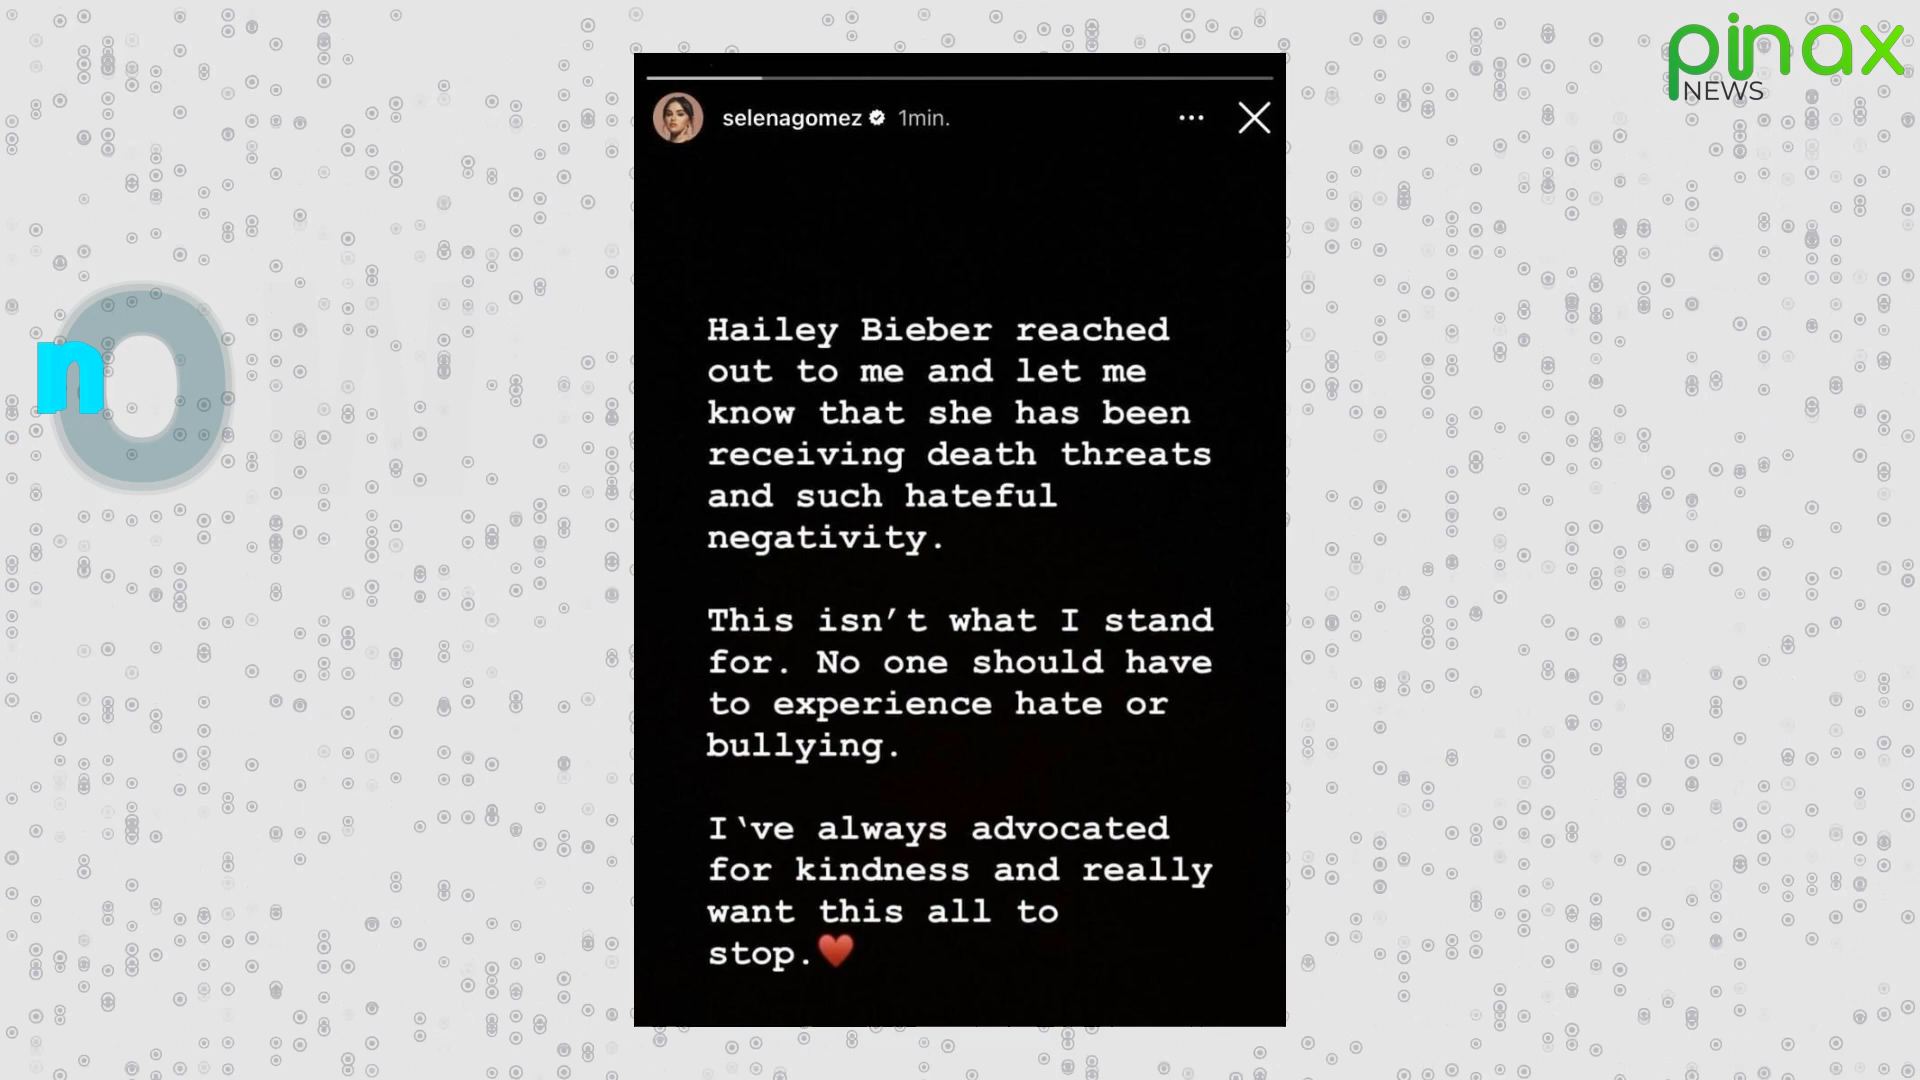 pinax
NEWS
selenagomez 1min.
Hailey Bieber reached
out to me and let me
know that she has been
receiving death threats
and such hateful
negativity.
This isn’t what I stand
for. No one should have
to experience hate or
bullying.
I‘ve always advocated
for kindness and really
want this all to
stop.❤️
n
O